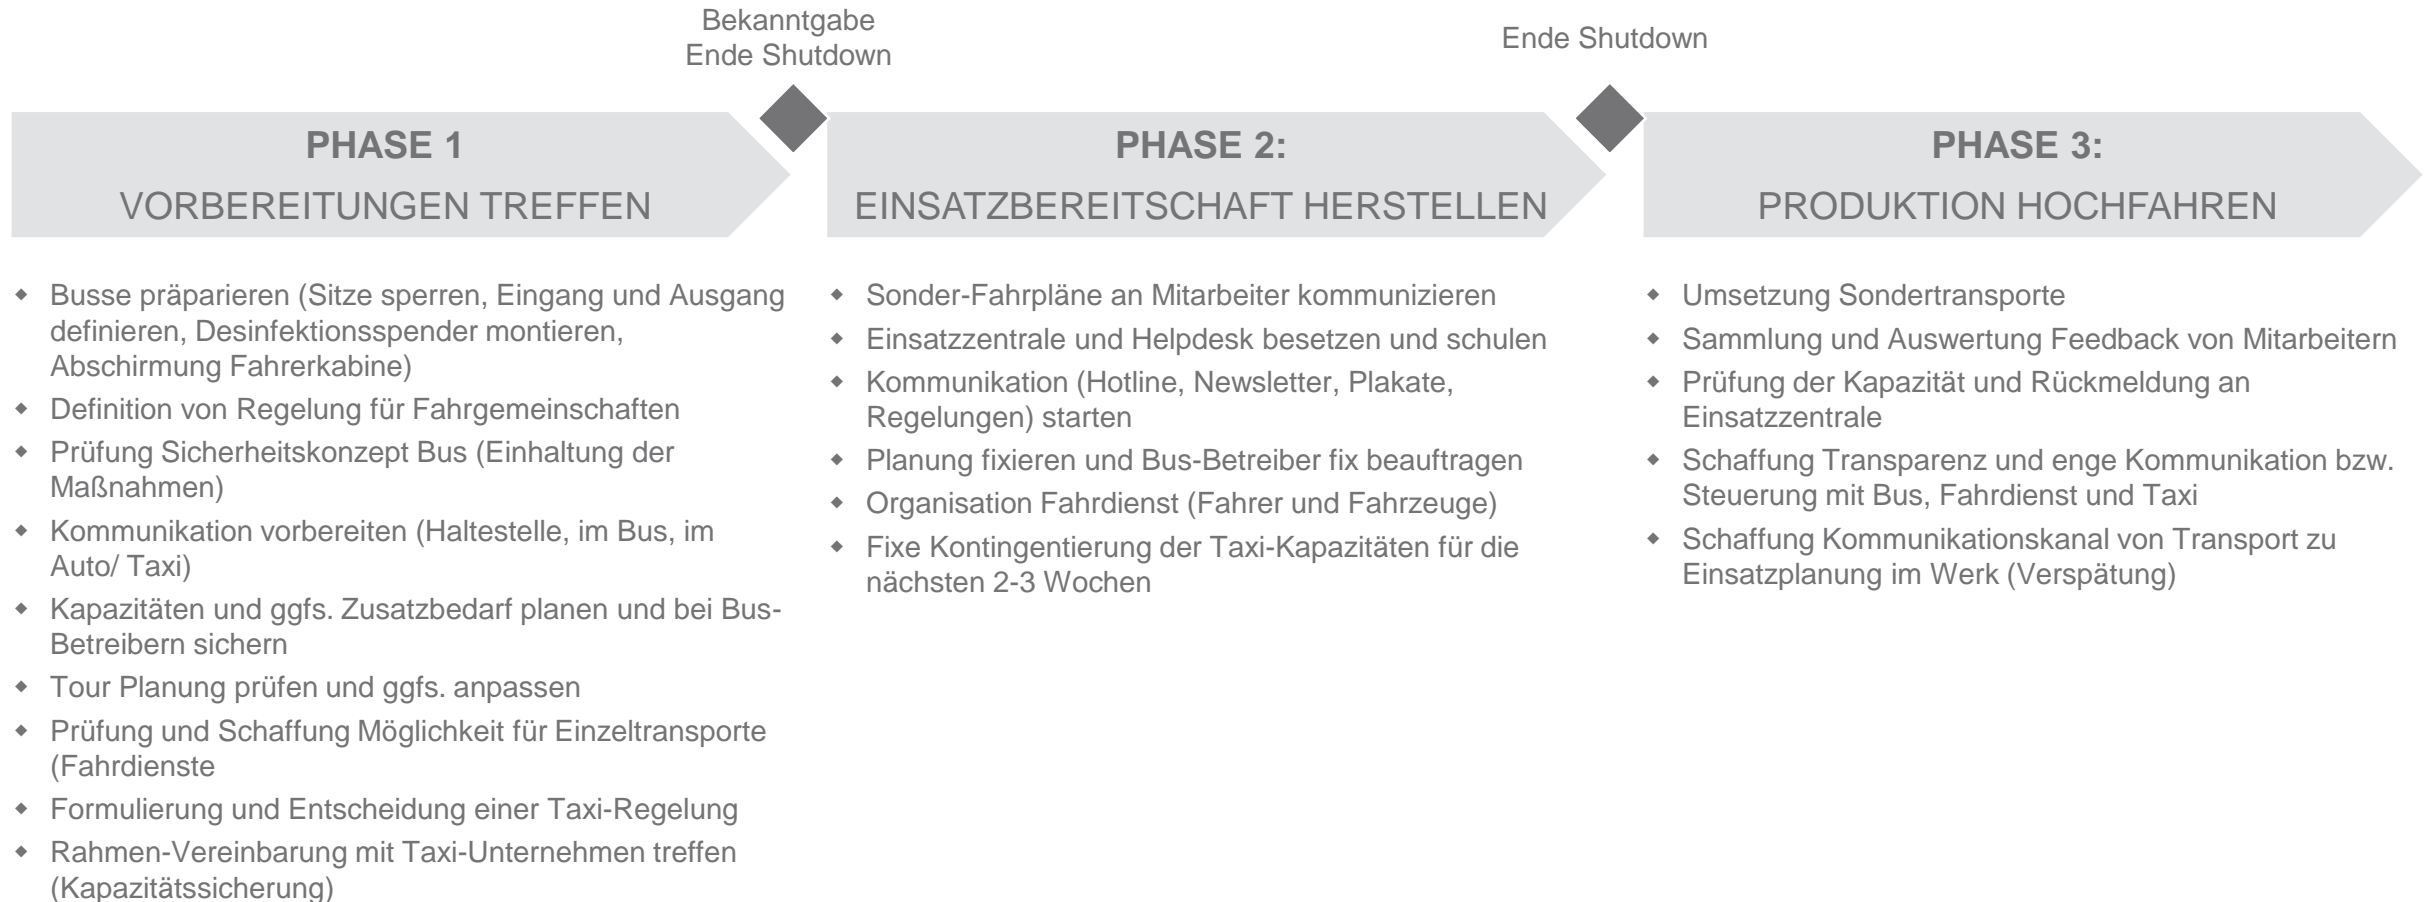 Bekanntgabe
Ende Shutdown
Ende Shutdown
PHASE 1
VORBEREITUNGEN TREFFEN
PHASE 2:
EINSATZBEREITSCHAFT HERSTELLEN
PHASE 3:
PRODUKTION HOCHFAHREN
Busse präparieren (Sitze sperren, Eingang und Ausgang
definieren, Desinfektionsspender montieren,
Abschirmung Fahrerkabine)
Definition von Regelung für Fahrgemeinschaften
Prüfung Sicherheitskonzept Bus (Einhaltung der
Maßnahmen)
Kommunikation vorbereiten (Haltestelle, im Bus, im
Auto/ Taxi)
Kapazitäten und ggfs. Zusatzbedarf planen und bei Bus-
Betreibern sichern
Tour Planung prüfen und ggfs. anpassen
Prüfung und Schaffung Möglichkeit für Einzeltransporte
(Fahrdienste
Formulierung und Entscheidung einer Taxi-Regelung
Rahmen-Vereinbarung mit Taxi-Unternehmen treffen
(Kapazitätssicherung)
Sonder-Fahrpläne an Mitarbeiter kommunizieren
Einsatzzentrale und Helpdesk besetzen und schulen
Kommunikation (Hotline, Newsletter, Plakate,
Regelungen) starten
Planung fixieren und Bus-Betreiber fix beauftragen
Organisation Fahrdienst (Fahrer und Fahrzeuge)
Fixe Kontingentierung der Taxi-Kapazitäten für die
nächsten 2-3 Wochen
Umsetzung Sondertransporte
Sammlung und Auswertung Feedback von Mitarbeitern
Prüfung der Kapazität und Rückmeldung an
Einsatzzentrale
Schaffung Transparenz und enge Kommunikation bzw.
Steuerung mit Bus, Fahrdienst und Taxi
Schaffung Kommunikationskanal von Transport zu
Einsatzplanung im Werk (Verspätung)